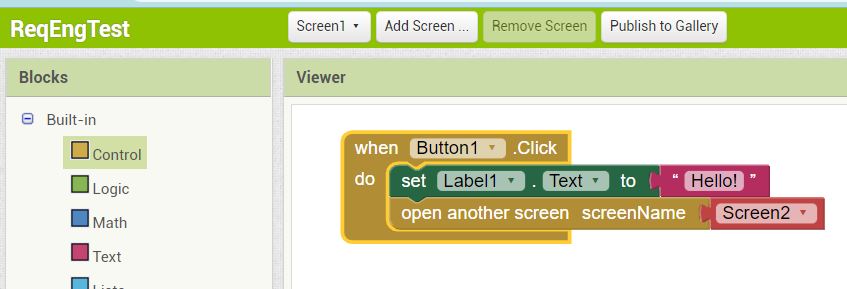 ReqEngTest
Screen1
Add Screen ...
Remove Screen
Publish to Gallery
Blocks
Viewer
Built-in
Control
Logic
Math
Text
when Button1 .Click
do set Label1 . Text to “ Hello! ”
open another screen screenName Screen2